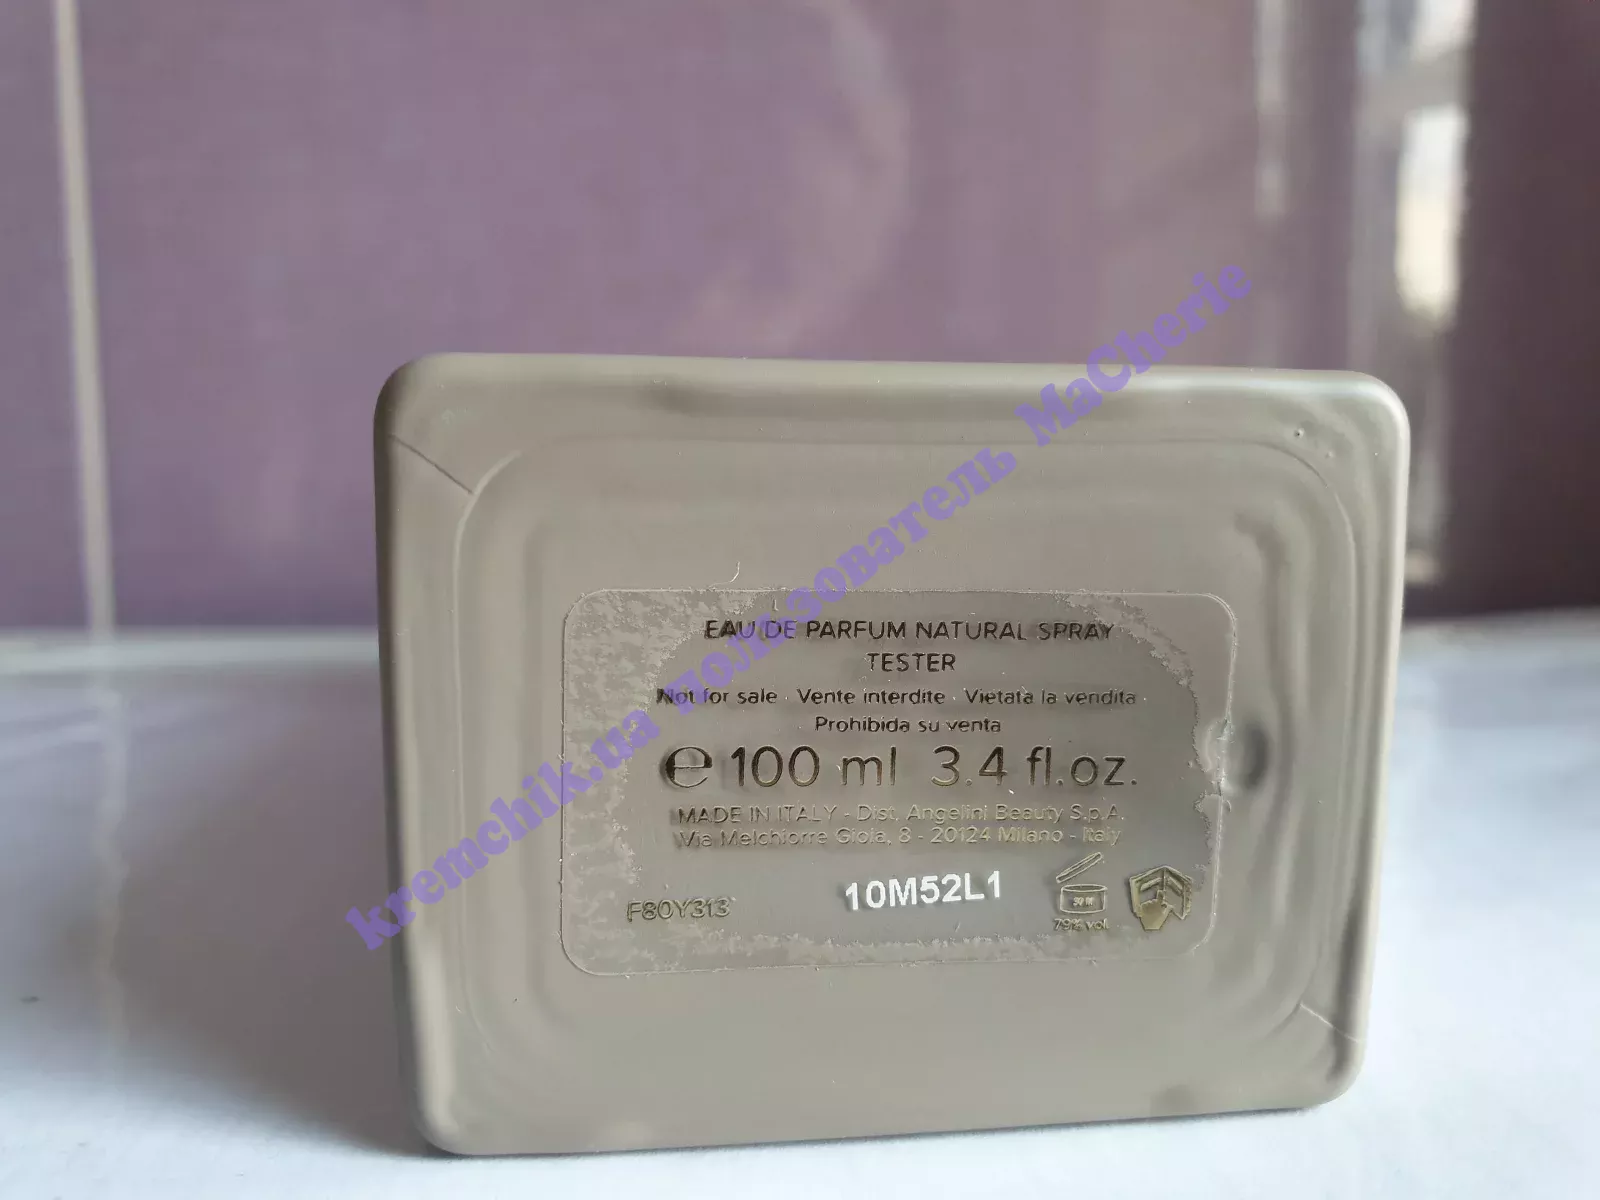 EAU DE PARFUM NATURAL SPRAY
TESTER
Not for sale · Vente interdite · Vietata la vendita ·
Prohibida su venta
℮ 100 ml 3.4 fl.oz.
MADE IN ITALY - Dist. Angelini Beauty S.p.A.
Via Melchiorre Gioia, 8 - 20124 Milano - Italy
F80Y313
10M52L1
79% vol.
kremchik.ua пользователь MaCherie